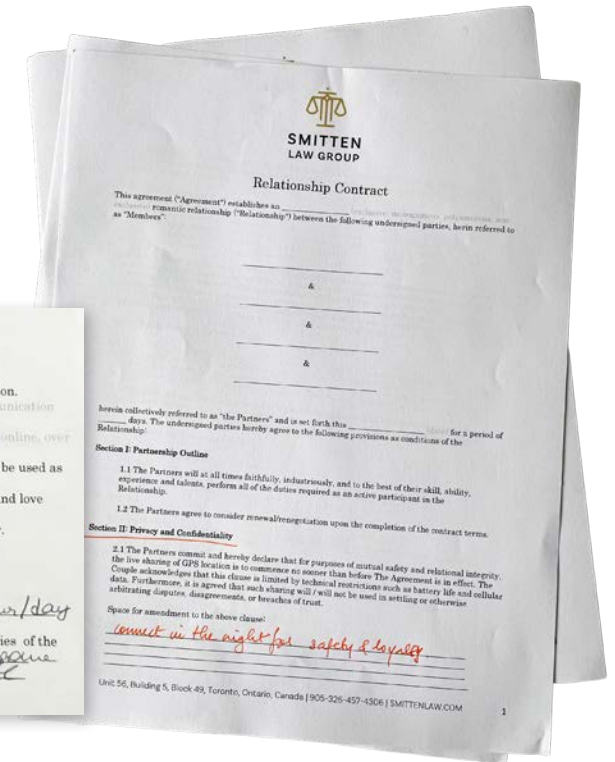 on.
unication
online, over
be used as
nd love
ur/day
ies of the
SMITTEN
LAW GROUP
Relationship Contract
This agreement ("Agreement") establishes an
romantic relationship ("Relationship") between the following undersigned parties, herin referred to
as "Members":
&
&
&
herein collectively referred to as "the Partners" and is set forth this for a period of
days. The undersigned parties hereby agree to the following provisions as conditions of the
Relationship:
Section I: Partnership Outline
1.1 The Partners will at all times faithfully, industriously, and to the best of their skill, ability,
experience and talents, perform all of the duties required as an active participant in the
Relationship.
1.2 The Partners agree to consider renewal/renegotiation upon the completion of the contract terms.
Section II: Privacy and Confidentiality
2.1 The Partners commit and hereby declare that for purposes of mutual safety and relational integrity,
the live sharing of GPS location is to commence no sooner than before The Agreement is in effect. The
Couple acknowledges that this clause is limited by technical restrictions such as battery life and cellular
data. Furthermore, it is agreed that such sharing will / will not be used in settling or otherwise
arbitrating disputes, disagreements, or breaches of trust.
Space for amendment to the above clause:
connect in the night for safety & loyalty
Unit 56, Building 5, Block 49, Toronto, Ontario, Canada | 905-326-457-4306 | SMITTENLAW.COM
1